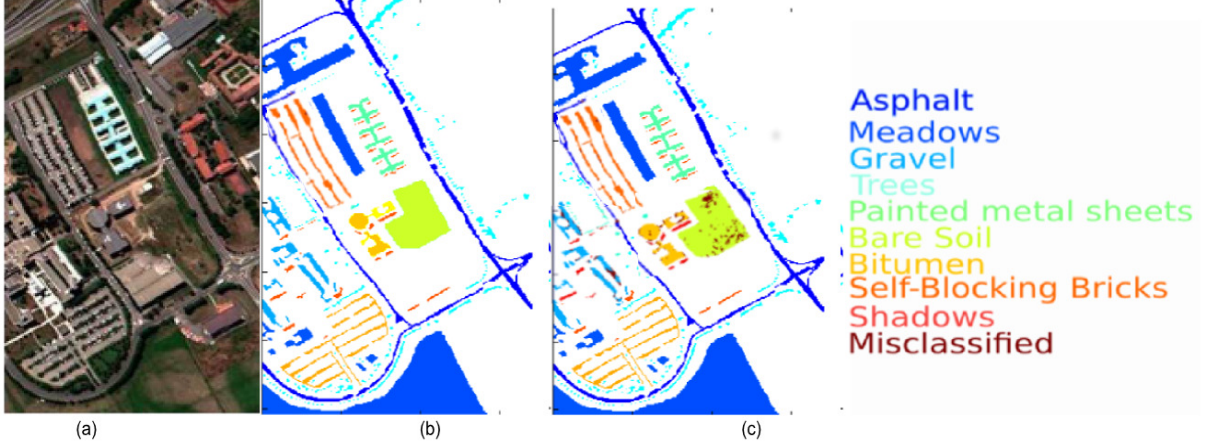 Asphalt
Meadows
Gravel
Trees
Painted metal sheets
Bare Soil
Bitumen
Self-Blocking Bricks
Shadows
Misclassified
(a) (b) (c)